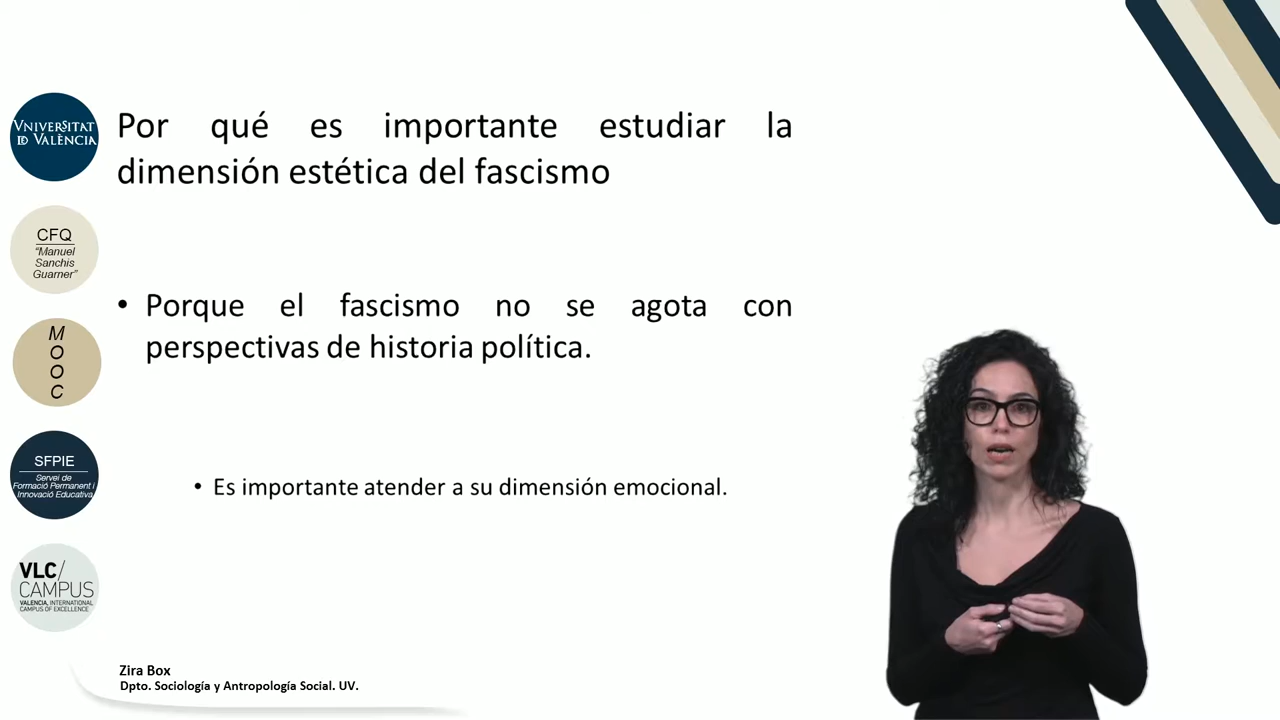 VNIVERSITAT
ID VALÈNCIA
CFQ
“Manuel
Sanchis
Guarner”
M
O
O
C
SFPIE
Servei de
Formació Permanent i
Innovació Educativa
VLC/
CAMPUS
VALENCIA, INTERNATIONAL
CAMPUS OF EXCELLENCE
Por qué es importante estudiar la
dimensión estética del fascismo
• Porque el fascismo no se agota con
perspectivas de historia política.
• Es importante atender a su dimensión emocional.
Zira Box
Dpto. Sociología y Antropología Social. UV.